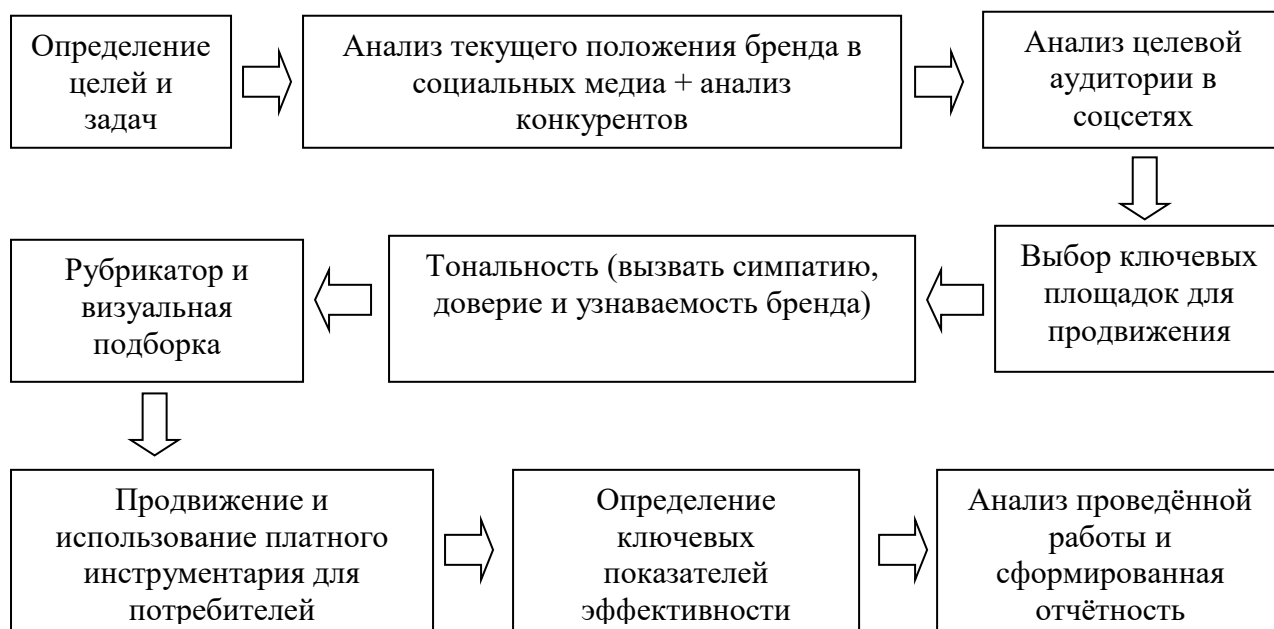 Определение
целей и
задач
Анализ текущего положения бренда в
социальных медиа + анализ
конкурентов
Анализ целевой
аудитории в
соцсетях
Выбор ключевых
площадок для
продвижения
Тональность (вызвать симпатию,
доверие и узнаваемость бренда)
Рубрикатор и
визуальная
подборка
Продвижение и
использование платного
инструментария для
потребителей
Определение
ключевых
показателей
эффективности
Анализ проведённой
работы и
сформированная
отчётность